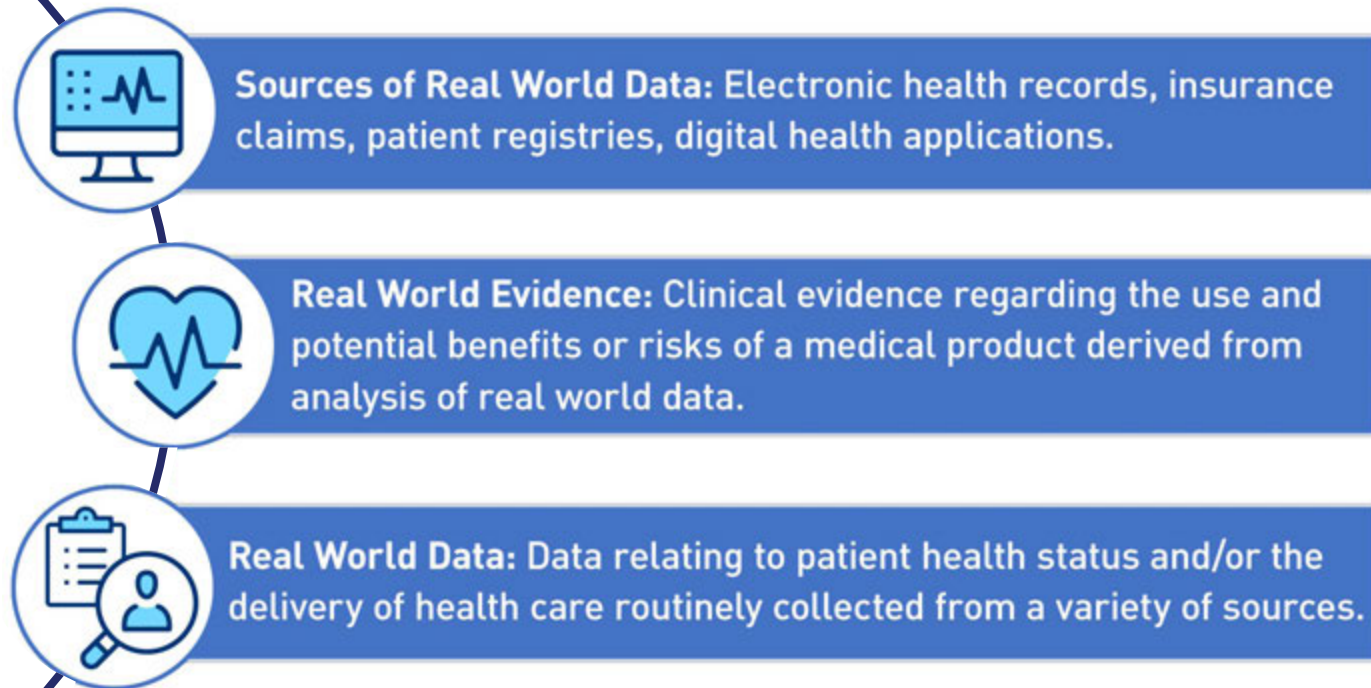 Sources of Real World Data: Electronic health records, insurance
claims, patient registries, digital health applications.
Real World Evidence: Clinical evidence regarding the use and
potential benefits or risks of a medical product derived from
analysis of real world data.
Real World Data: Data relating to patient health status and/or the
delivery of health care routinely collected from a variety of sources.